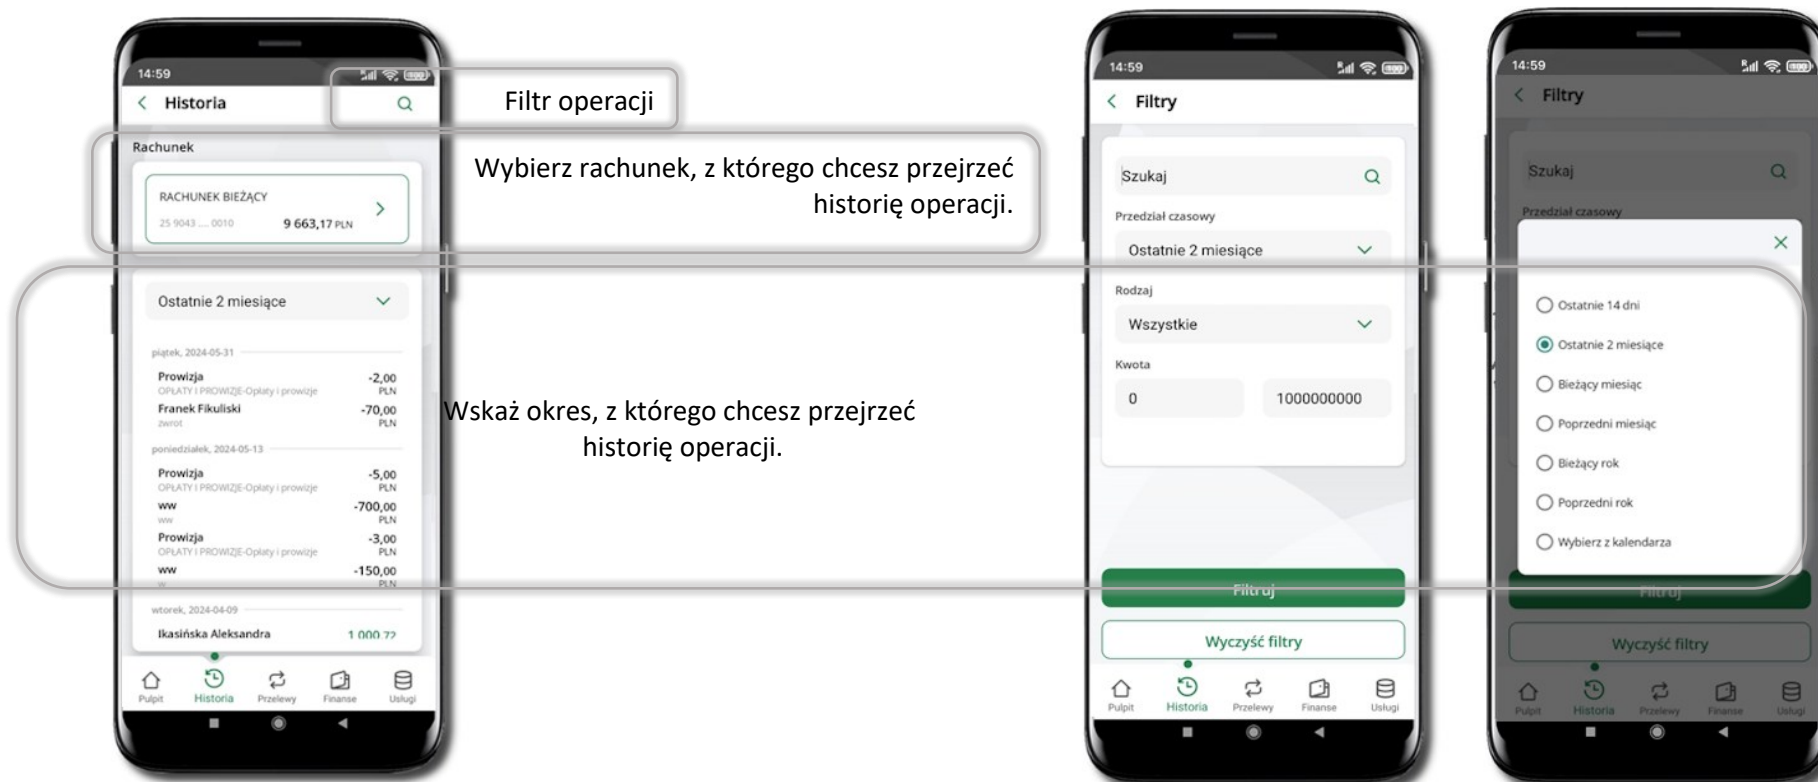 14:59
Historia
Rachunek
RACHUNEK BIEŻĄCY
25 9043 .... 0010 9 663,17 PLN
Ostatnie 2 miesiące
piątek, 2024-05-31
Prowizja -2,00
OPŁATY I PROWIZJE-Opłaty i prowizje PLN
Franek Fikuliski -70,00
zwrot PLN
poniedziałek, 2024-05-13
Prowizja -5,00
OPŁATY I PROWIZJE-Opłaty i prowizje PLN
ww -700,00
ww PLN
Prowizja -3,00
OPŁATY I PROWIZJE-Opłaty i prowizje PLN
ww -150,00
w PLN
wtorek, 2024-04-09
Ikasińska Aleksandra 1 000,72
Pulpit Historia Przelewy Finanse Usługi
Filtr operacji
Wybierz rachunek, z którego chcesz przejrzeć
historię operacji.
Wskaż okres, z którego chcesz przejrzeć
historię operacji.
14:59
Filtry
Szukaj
Przedział czasowy
Ostatnie 2 miesiące
Rodzaj
Wszystkie
Kwota
0 1000000000
Filtruj
Wyczyść filtry
Pulpit Historia Przelewy Finanse Usługi
14:59
Filtry
Szukaj
Przedział czasowy
Ostatnie 14 dni
Ostatnie 2 miesiące
Bieżący miesiąc
Poprzedni miesiąc
Bieżący rok
Poprzedni rok
Wybierz z kalendarza
Filtruj
Wyczyść filtry
Pulpit Historia Przelewy Finanse Usługi